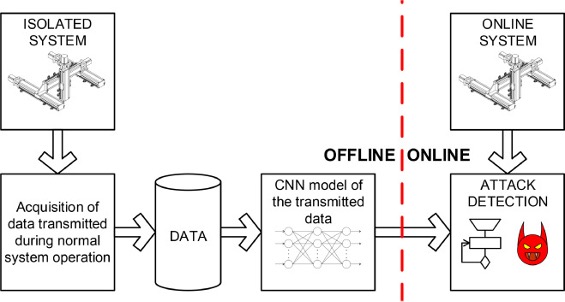 ISOLATED
SYSTEM
ONLINE
SYSTEM
OFFLINE
ONLINE
Acquisition of
data transmitted
during normal
system operation
DATA
CNN model of
the transmitted
data
ATTACK
DETECTION